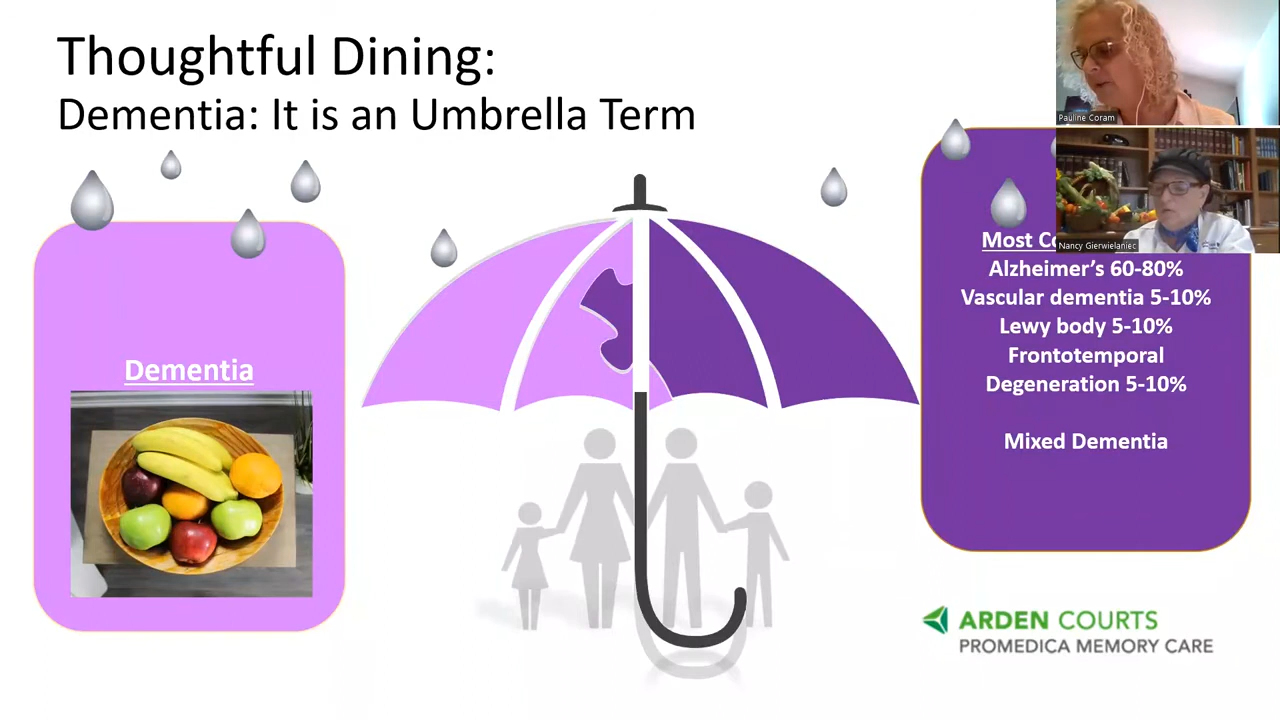 Thoughtful Dining:
Dementia: It is an Umbrella Term
Pauline Coram
Nancy Gierwielaniec
Dementia
Most
Alzheimer’s 60-80%
Vascular dementia 5-10%
Lewy body 5-10%
Frontotemporal
Degeneration 5-10%
Mixed Dementia
ARDEN COURTS
PROMEDICA MEMORY CARE